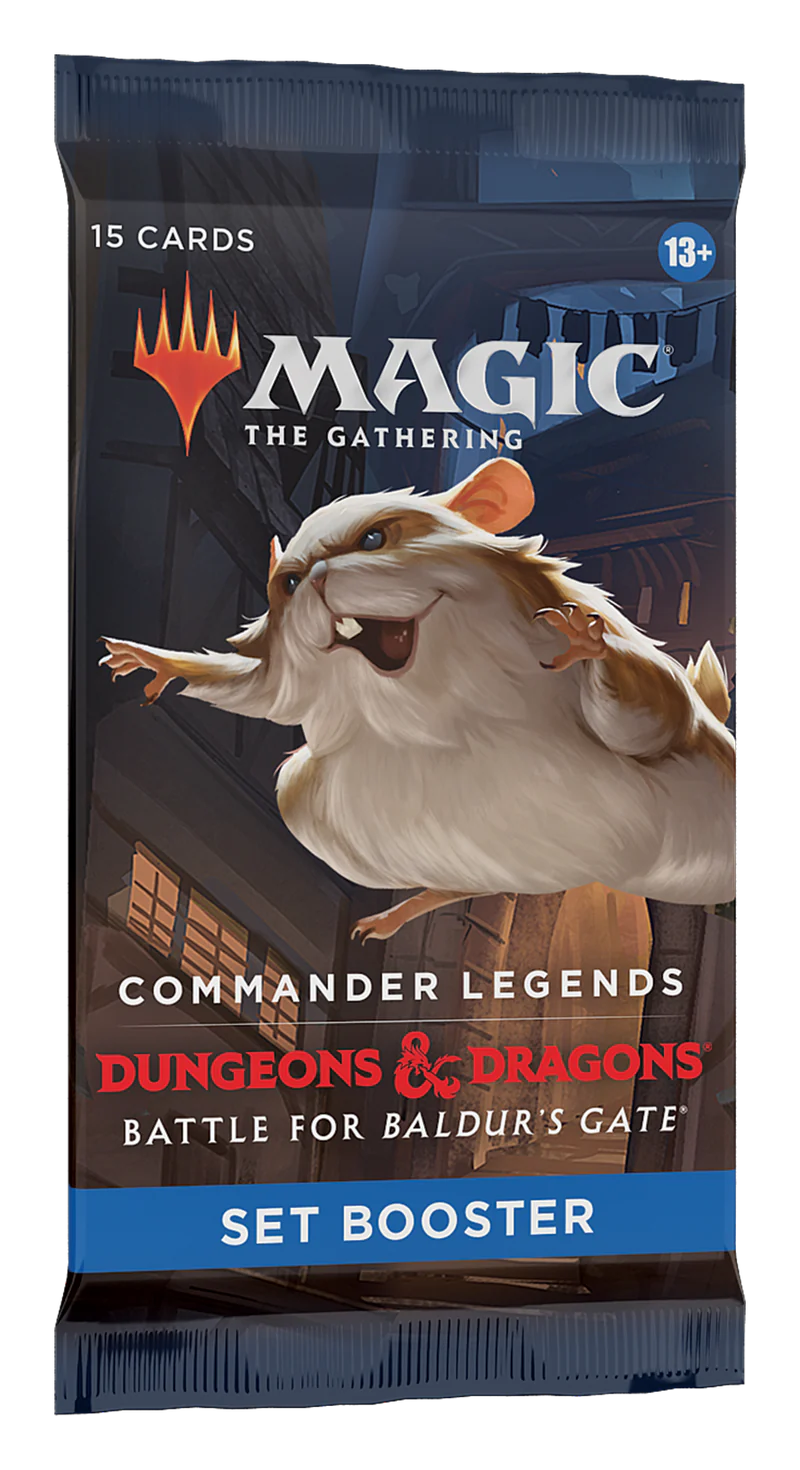 15 CARDS
13+
MAGIC®
THE GATHERING
COMMANDER LEGENDS
DUNGEONS & DRAGONS®
BATTLE FOR BALDUR'S GATE®
SET BOOSTER